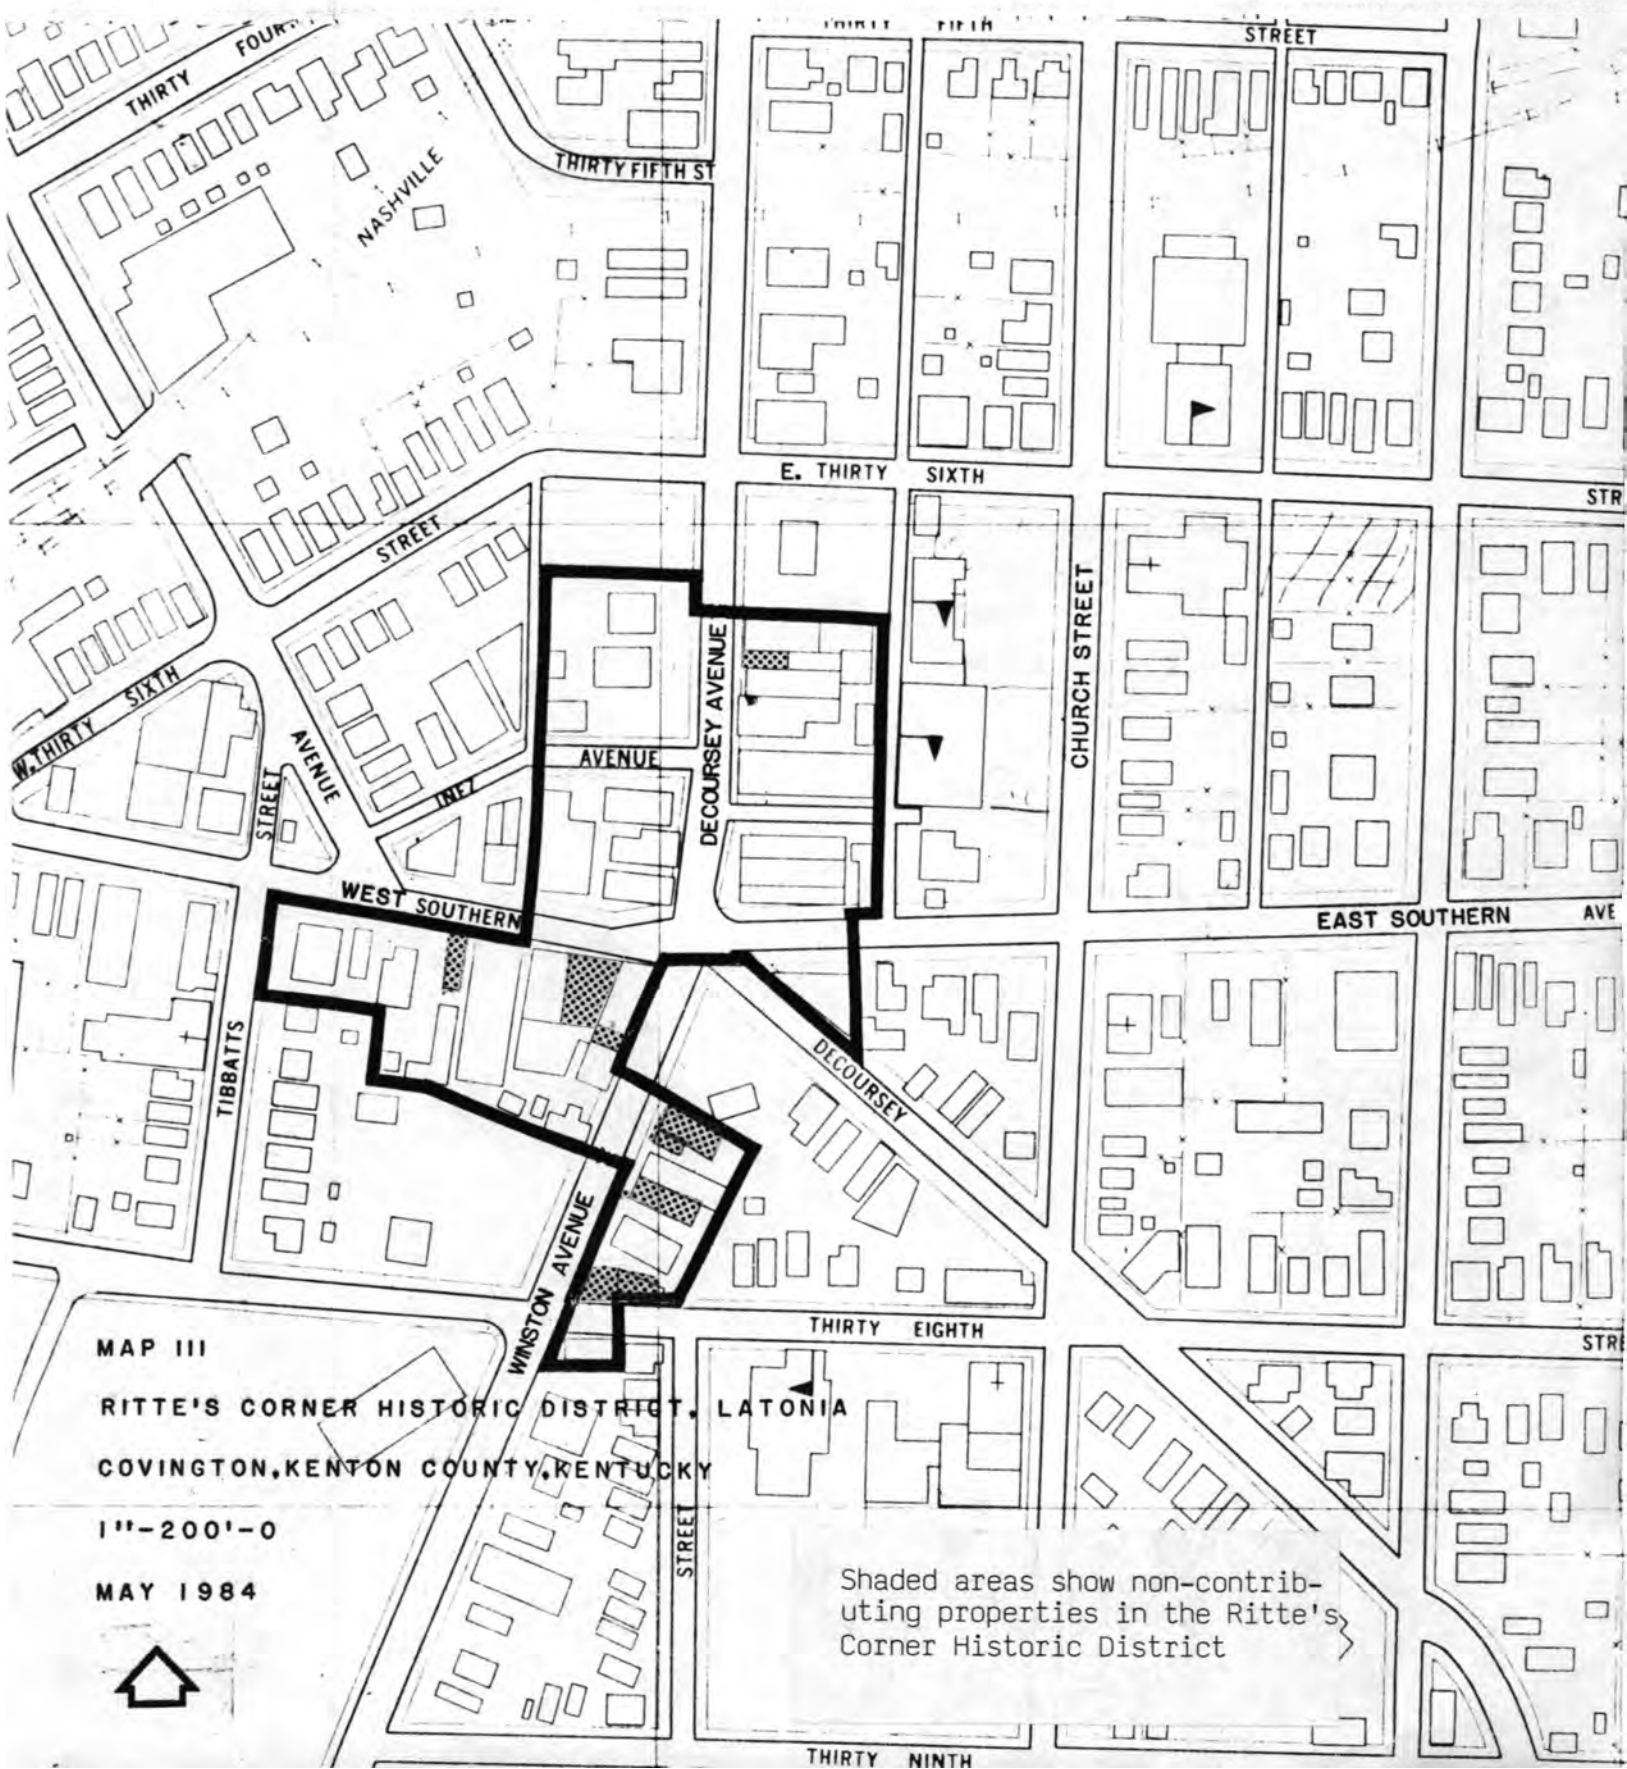 THIRTY FIFTH
STREET
THIRTY
THIRTY FIFTH ST
NASHVILLE
E. THIRTY SIXTH
STR
STREET
W. THIRTY SIXTH
AVENUE
STREET
INEZ
AVENUE
DECOURSEY AVENUE
CHURCH STREET
WEST SOUTHERN
EAST SOUTHERN AVE
TIBBATTS
DECOURSEY
WINSTON AVENUE
THIRTY EIGHTH
STRE
MAP III
RITTE'S CORNER HISTORIC DISTRICT, LATONIA
COVINGTON,KENTON COUNTY,KENTUCKY
1"-200'-0
MAY 1984
STREET
Shaded areas show non-contrib-
uting properties in the Ritte's
Corner Historic District
THIRTY NINTH